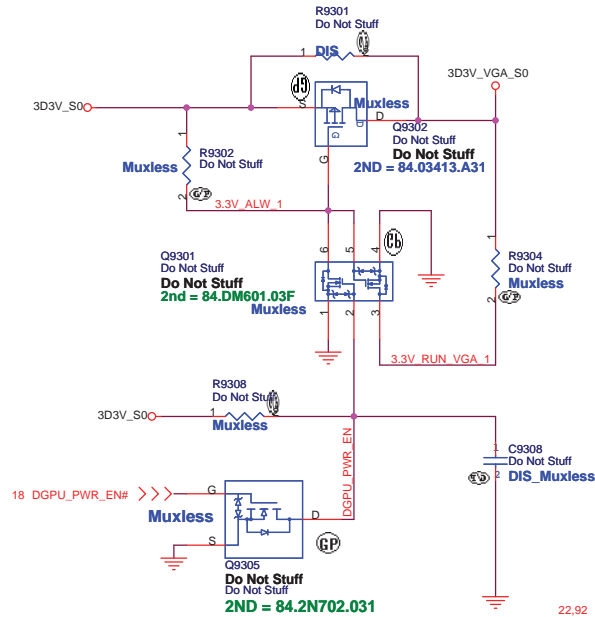 R9301
Do Not Stuff
1
DIS
3D3V_VGA_S0
3D3V_S0
S
Muxless
D
G
D
G
Q9302
Do Not Stuff
Do Not Stuff
2ND = 84.03413.A31
1
R9302
Do Not Stuff
Muxless
2
3.3V_ALW_1
Q9301
Do Not Stuff
Do Not Stuff
2nd = 84.DM601.03F
Muxless
6
5
4
1
2
3
1
R9304
Do Not Stuff
Muxless
2
3.3V_RUN_VGA_1
R9308
Do Not Stuff
3D3V_S0
1
Muxless
DGPU_PWR_EN
1
C9308
Do Not Stuff
2
DIS_Muxless
18 DGPU_PWR_EN#
G
Muxless
D
S
GP
Q9305
Do Not Stuff
Do Not Stuff
2ND = 84.2N702.031
22,92